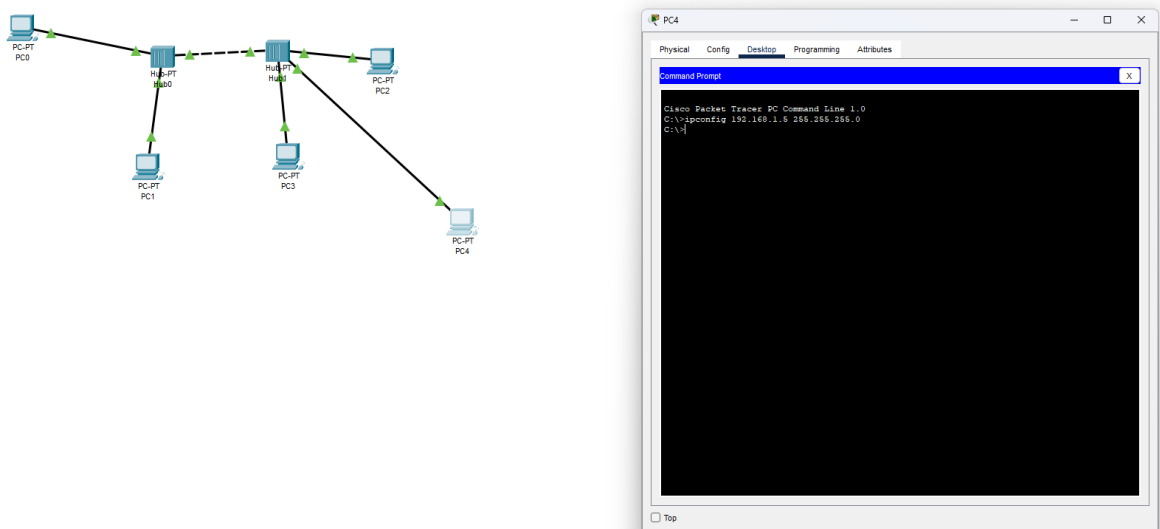 PC-PT
PC0
Hub-PT
Hub0
Hub-PT
Hub1
PC-PT
PC2
PC-PT
PC1
PC-PT
PC3
PC-PT
PC4
PC4
Physical Config Desktop Programming Attributes
Command Prompt
X
Cisco Packet Tracer PC Command Line 1.0
C:\>ipconfig 192.168.1.5 255.255.255.0
C:\>
Top